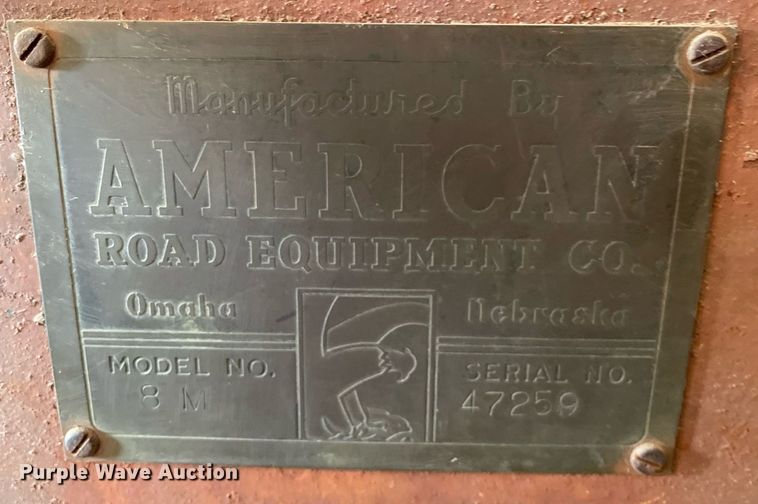 Manufactured By
AMERICAN
ROAD EQUIPMENT CO.
Omaha Nebraska
MODEL NO. SERIAL NO.
8 M 47259
Purple Wave Auction